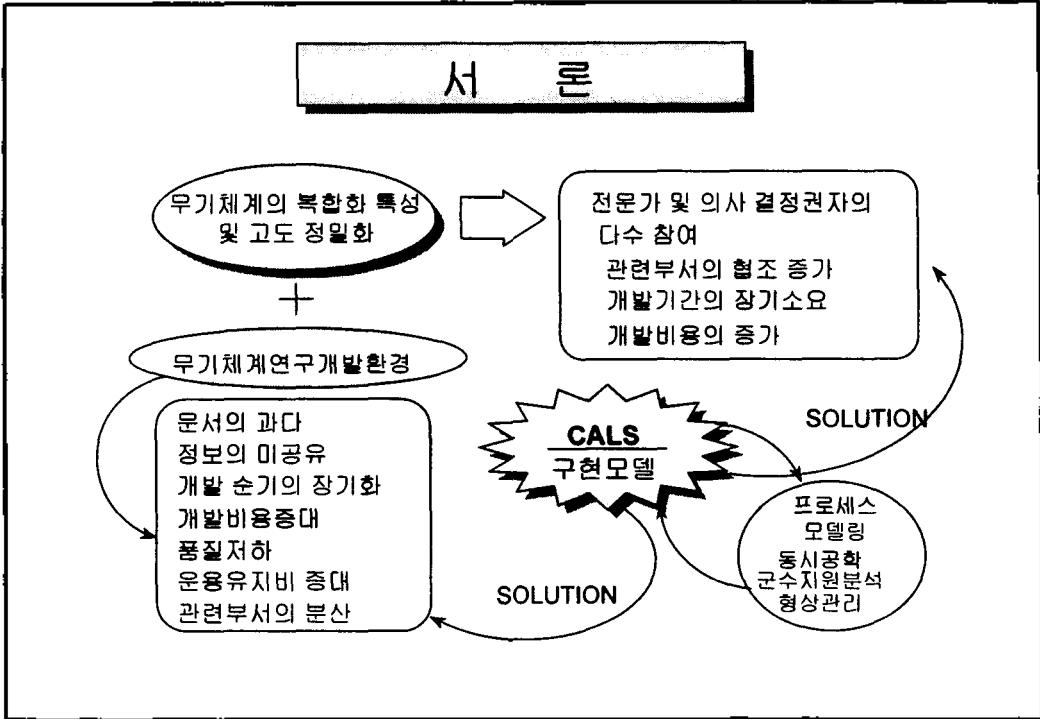 서 론
무기체계의 복합화 특성
및 고도 정밀화
+
무기체계연구개발환경
문서의 과다
정보의 미공유
개발 순기의 장기화
개발비용증대
품질저하
운용유지비 증대
관련부서의 분산
전문가 및 의사 결정권자의
다수 참여
관련부서의 협조 증가
개발기간의 장기소요
개발비용의 증가
CALS
구현모델
SOLUTION
SOLUTION
프로세스
모델링
동시공학
군수지원분석
형상관리